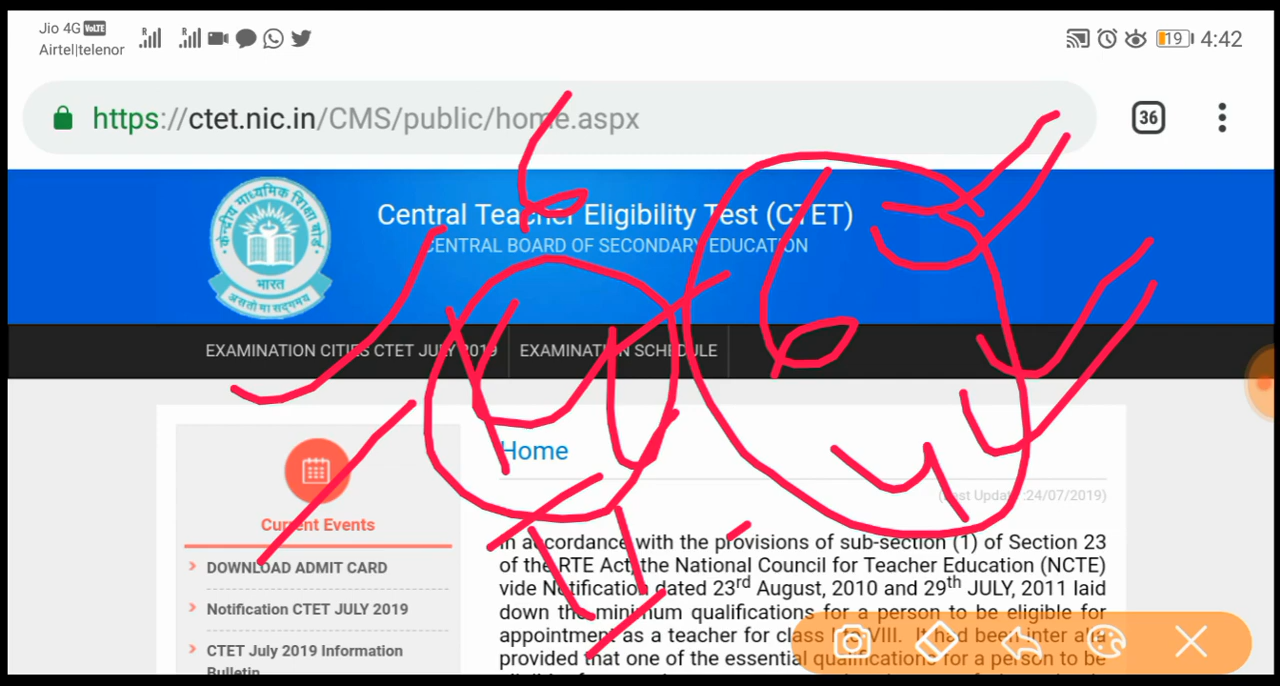 Jio 4G VoLTE
Airtel|telenor
19
4:42
https://ctet.nic.in/CMS/public/home.aspx
36
केन्द्रीय माध्यमिक शिक्षा बोर्ड
भारत
असतो मा सद्गमय
Central Teacher Eligibility Test (CTET)
CENTRAL BOARD OF SECONDARY EDUCATION
EXAMINATION CITIES CTET JULY 2019
EXAMINATION SCHEDULE
Current Events
DOWNLOAD ADMIT CARD
Notification CTET JULY 2019
CTET July 2019 Information
Bulletin
Home
(Last Update :24/07/2019)
In accordance with the provisions of sub-section (1) of Section 23
of the RTE Act, the National Council for Teacher Education (NCTE)
vide Notification dated 23rd August, 2010 and 29th JULY, 2011 laid
down the minimum qualifications for a person to be eligible for
appointment as a teacher for class I to VIII. It had been inter alia
provided that one of the essential qualifications for a person to be